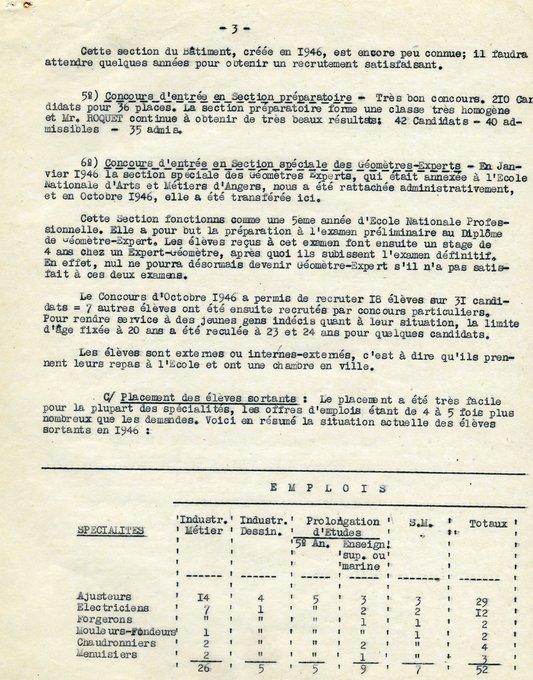 - 3 -
Cette section du Bâtiment, créée en I946, est encore peu connue; il faudra
attendre quelques années pour obtenir un recrutement satisfaisant.
5º) Concours d'entrée en Section préparatoire - Très bon concours. 2I0 Can
didats pour 36 places. La section préparatoire forme une classe très homogène
et Mr. ROQUET continue à obtenir de très beaux résultats: 42 Candidats - 40 ad-
missibles - 35 admis.
6º) Concours d'entrée en Section spéciale des Géomètres-Experts - En Jan-
vier I946 la section spéciale des Géomètres Experts, qui était annexée à l'Ecole
Nationale d'Arts et Métiers d'Angers, nous a été rattachée administrativement,
et en Octobre I946, elle a été transférée ici.
Cette Section fonctionns comme une 5ème année d'Ecole Nationale Profes-
sionnelle. Elle a pour but la préparation à l'examen préliminaire au Diplôme
de Géomètre-Expert. Les élèves reçus à cet examen font ensuite un stage de
4 ans chez un Expert-Géomètre, après quoi ils subissent l'examen définitif.
En effet, nul ne pourra désormais devenir Géomètre-Expert s'il n'a pas satis-
fait à ces deux examens.
Le Concours d'Octobre I946 a permis de recruter I8 élèves sur 3I candi-
dats = 7 autres élèves ont été ensuite recrutés par concours particuliers.
Pour rendre service à des jeunes gens indécis quant à leur situation, la limite
d'âge fixée à 20 ans a été reculée à 23 et 24 ans pour quelques candidats.
Les élèves sont externes ou internes-externés, c'est à dire qu'ils pren-
nent leurs repas à l'Ecole et ont une chambre en ville.
C/ Placement des élèves sortants : Le placement a été très facile
pour la plupart des spécialités, les offres d'emplois étant de 4 à 5 fois plus
nombreux que les demandes. Voici en résumé la situation actuelle des élèves
sortants en I946 :
E M P L O I S
SPECIALITES Industr. Métier Industr. Dessin. Prolongation d'Etudes S.M. Totaux
5º An. Enseign. sup. ou marine
Ajusteurs I4 4 5 3 3 29
Electriciens 7 1 " 2 2 I2
Forgerons " " " 1 1 2
Mouleurs-Fondeurs 1 " " 1 2
Chaudronniers 2 " " 2 " 4
Menuisiers 2 " " 1 " 3
26 5 5 9 7 52